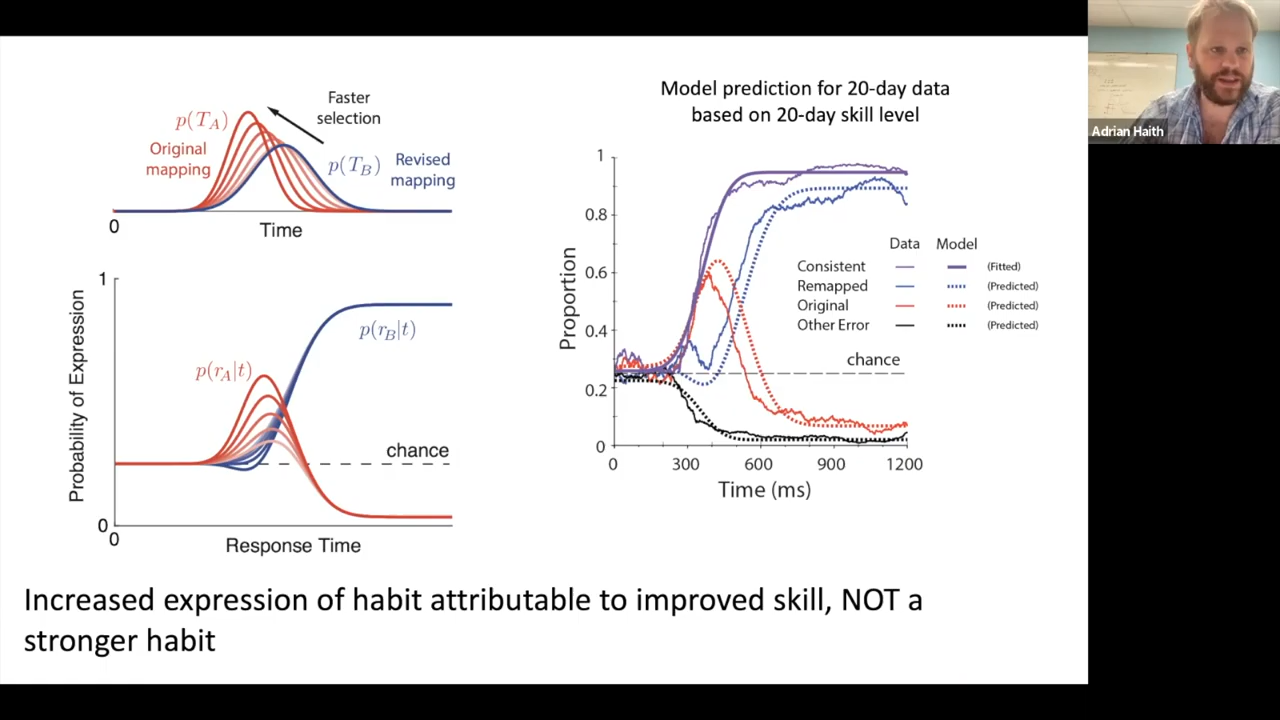 Faster
selection
p(T_A)
Original
mapping
p(T_B)
Revised
mapping
0
Time
1
Probability of Expression
p(r_B|t)
p(r_A|t)
chance
0
0
Response Time
Model prediction for 20-day data
based on 20-day skill level
1
0.8
0.6
0.4
0.2
0
Proportion
Data Model
Consistent (Fitted)
Remapped (Predicted)
Original (Predicted)
Other Error (Predicted)
chance
0 300 600 900 1200
Time (ms)
Increased expression of habit attributable to improved skill, NOT a
stronger habit
Adrian Haith